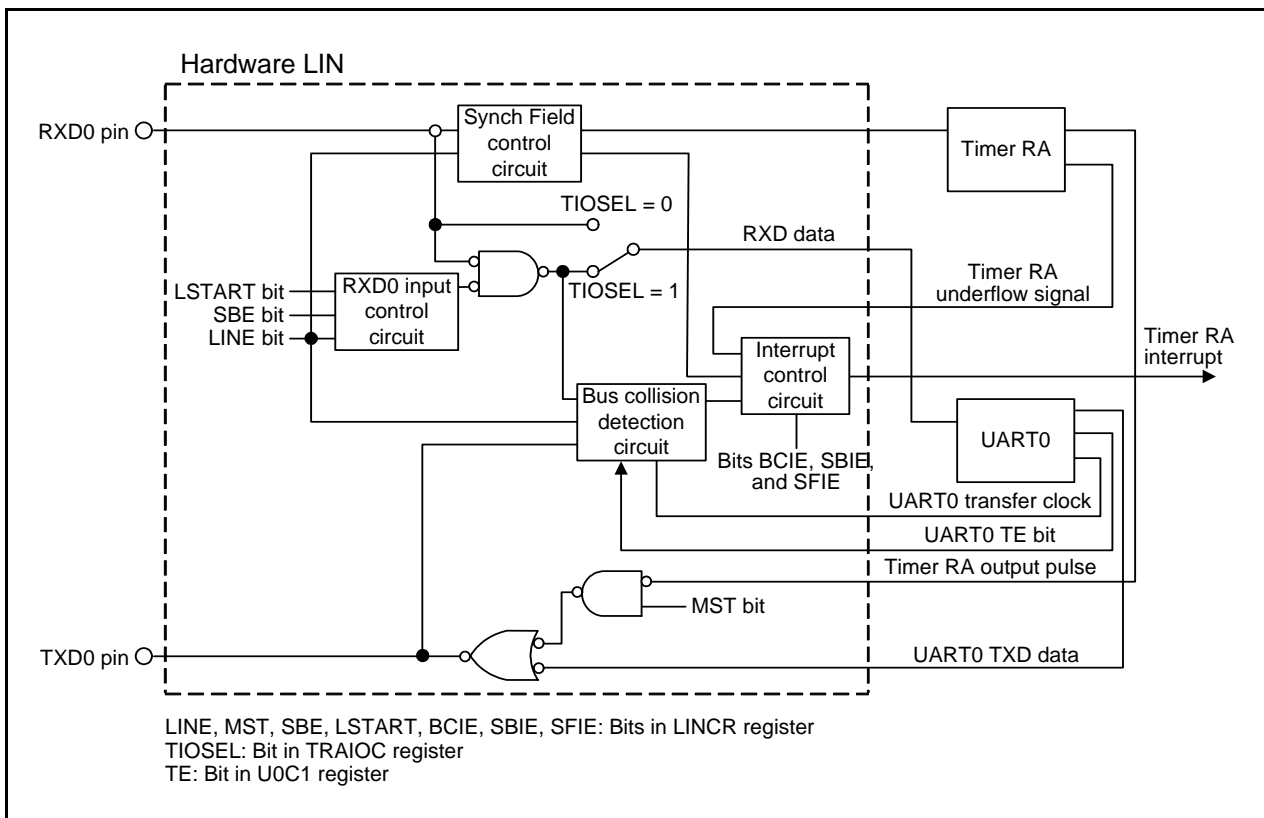 Hardware LIN
RXD0 pin
Synch Field
control
circuit
Timer RA
TIOSEL = 0
RXD data
TIOSEL = 1
Timer RA
underflow signal
LSTART bit
SBE bit
LINE bit
RXD0 input
control
circuit
Timer RA
interrupt
Interrupt
control
circuit
Bus collision
detection
circuit
UART0
Bits BCIE, SBIE,
and SFIE
UART0 transfer clock
UART0 TE bit
Timer RA output pulse
MST bit
TXD0 pin
UART0 TXD data
LINE, MST, SBE, LSTART, BCIE, SBIE, SFIE: Bits in LINCR register
TIOSEL: Bit in TRAIOC register
TE: Bit in U0C1 register